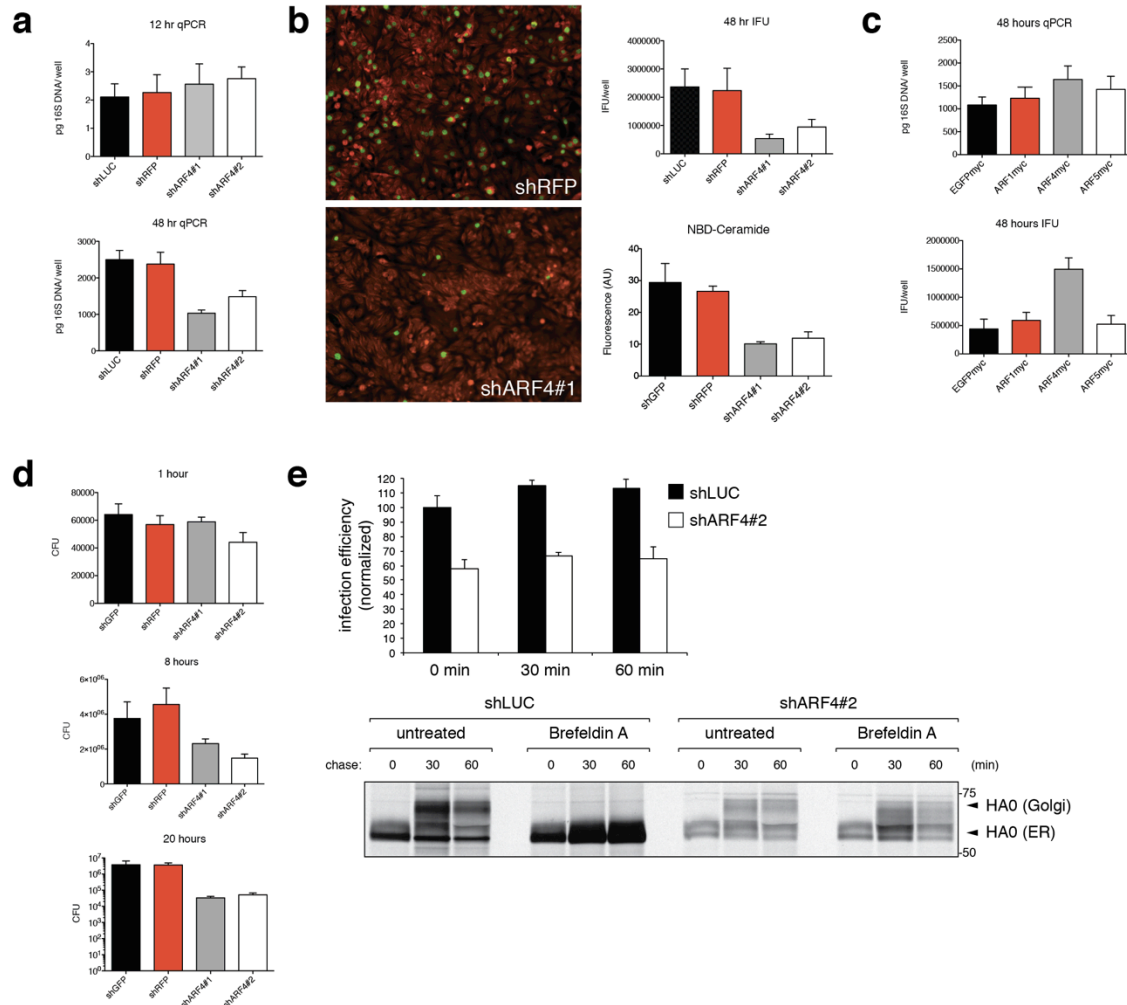 a
12 hr qPCR
pg 16S DNA/ well
4
3
2
1
0
shLUC
shRFP
shARF4#1
shARF4#2
48 hr qPCR
pg 16S DNA/ well
3000
2000
1000
0
shLUC
shRFP
shARF4#1
shARF4#2
b
shRFP
shARF4#1
48 hr IFU
IFU/well
4000000
3000000
2000000
1000000
0
shLUC
shRFP
shARF4#1
shARF4#2
NBD-Ceramide
Fluorescence (AU)
40
30
20
10
0
shGFP
shRFP
shARF4#1
shARF4#2
c
48 hours qPCR
pg 16S DNA/ well
2500
2000
1500
1000
500
0
EGFPmyc
ARF1myc
ARF4myc
ARF5myc
48 hours IFU
IFU/well
2000000
1500000
1000000
500000
0
EGFPmyc
ARF1myc
ARF4myc
ARF5myc
d
1 hour
CFU
80000
60000
40000
20000
0
shGFP
shRFP
shARF4#1
shARF4#2
8 hours
CFU
6×10⁰⁶
4×10⁰⁶
2×10⁰⁶
0
shGFP
shRFP
shARF4#1
shARF4#2
20 hours
CFU
10⁷
10⁶
10⁵
10⁴
10³
10²
10¹
10⁰
shGFP
shRFP
shARF4#1
shARF4#2
e
infection efficiency
(normalized)
120
110
100
90
80
70
60
50
40
30
20
10
0
0 min 30 min 60 min
shLUC
shARF4#2
shLUC shARF4#2
untreated Brefeldin A untreated Brefeldin A
chase: 0 30 60 0 30 60 0 30 60 0 30 60 (min)
75
HA0 (Golgi)
HA0 (ER)
50